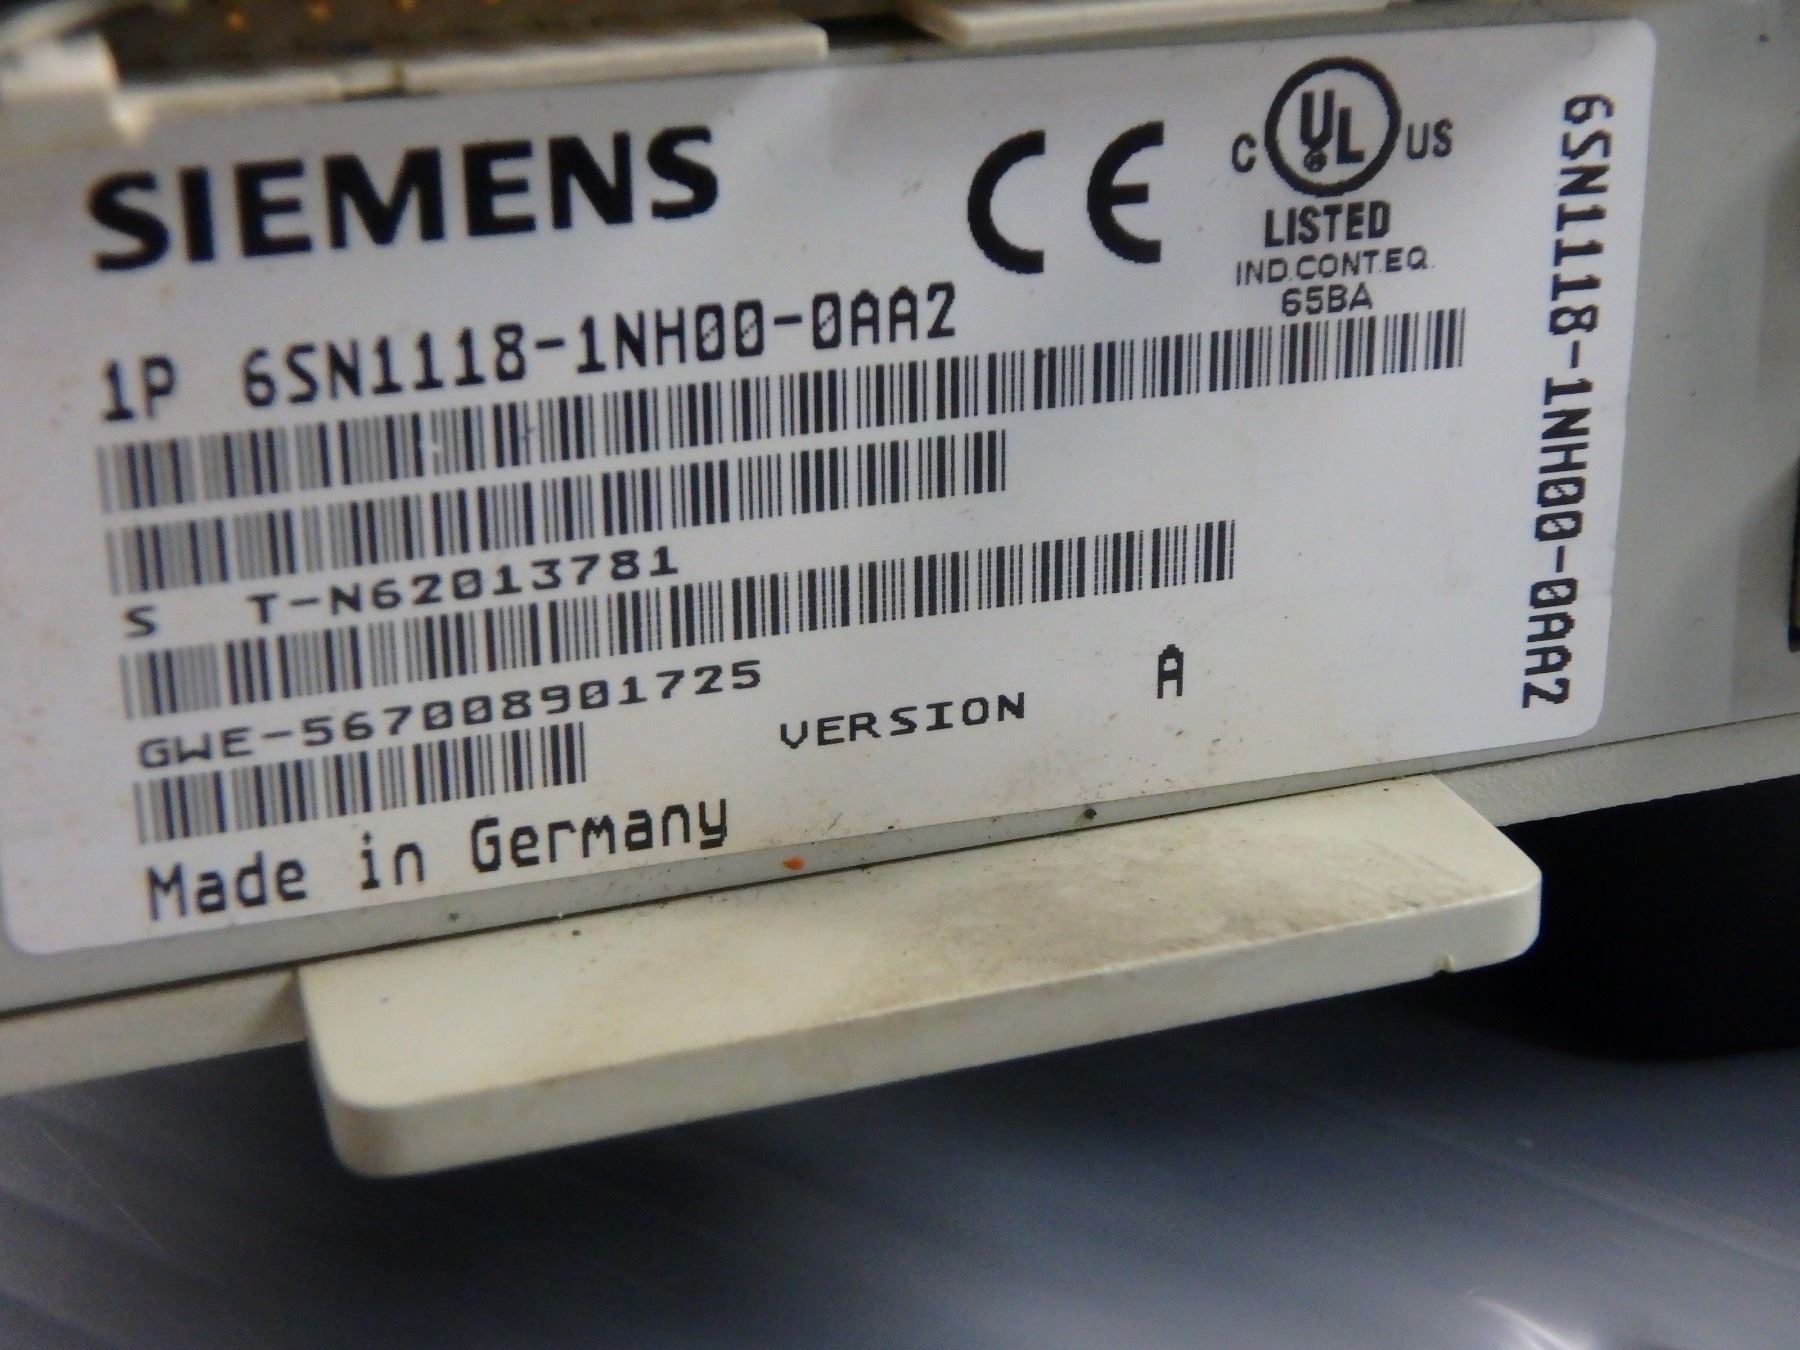 SIEMENS
CE
C UL® US
LISTED
IND.CONT.EQ.
65BA
1P 6SN1118-1NH00-0AA2
S T-N62013781
GWE-567008901725
VERSION A
Made in Germany
6SN1118-1NH00-0AA2